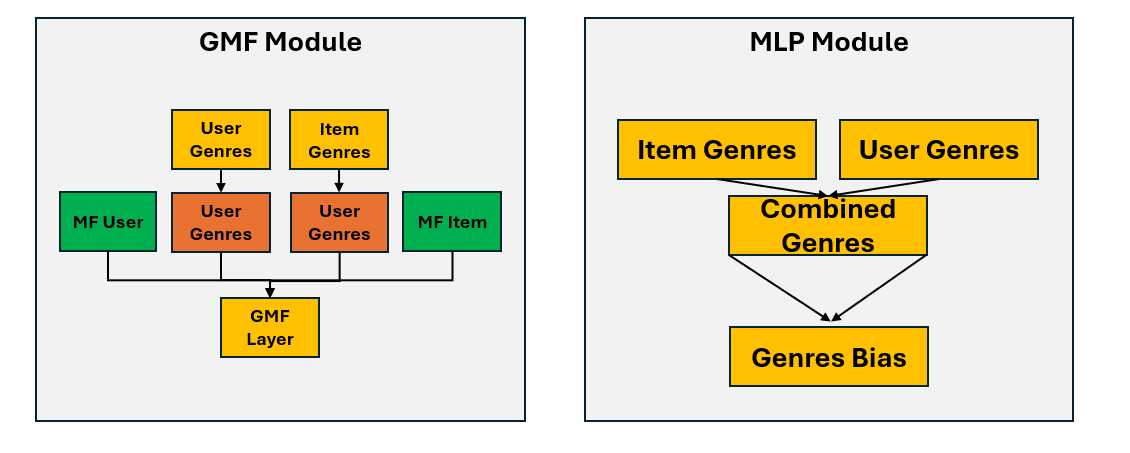 GMF Module
User
Genres
Item
Genres
MF User
User
Genres
User
Genres
MF Item
GMF
Layer
MLP Module
Item Genres
User Genres
Combined
Genres
Genres Bias